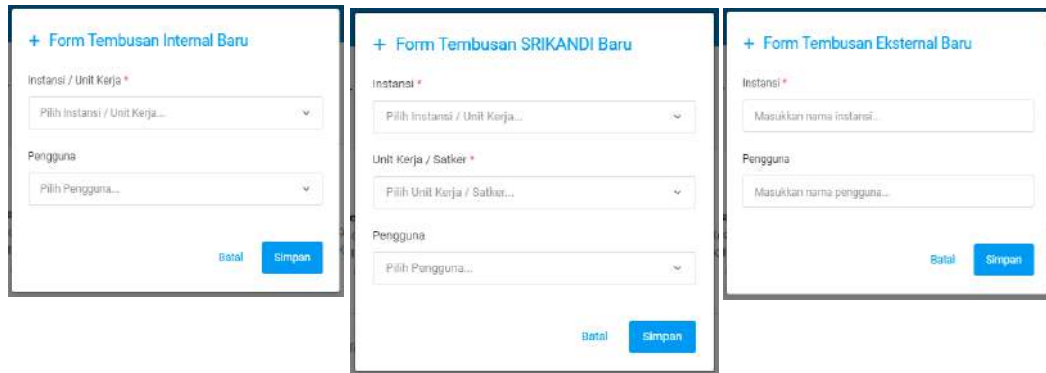 + Form Tembusan Internal Baru
Instansi / Unit Kerja *
Pilih Instansi / Unit Kerja...
Pengguna
Pilih Pengguna...
Batal
Simpan
+ Form Tembusan SRIKANDI Baru
Instansi *
Pilih Instansi / Unit Kerja...
Unit Kerja / Satker *
Pilih Unit Kerja / Satker...
Pengguna
Pilih Pengguna...
Batal
Simpan
+ Form Tembusan Eksternal Baru
Instansi *
Masukkan nama instansi...
Pengguna
Masukkan nama pengguna...
Batal
Simpan